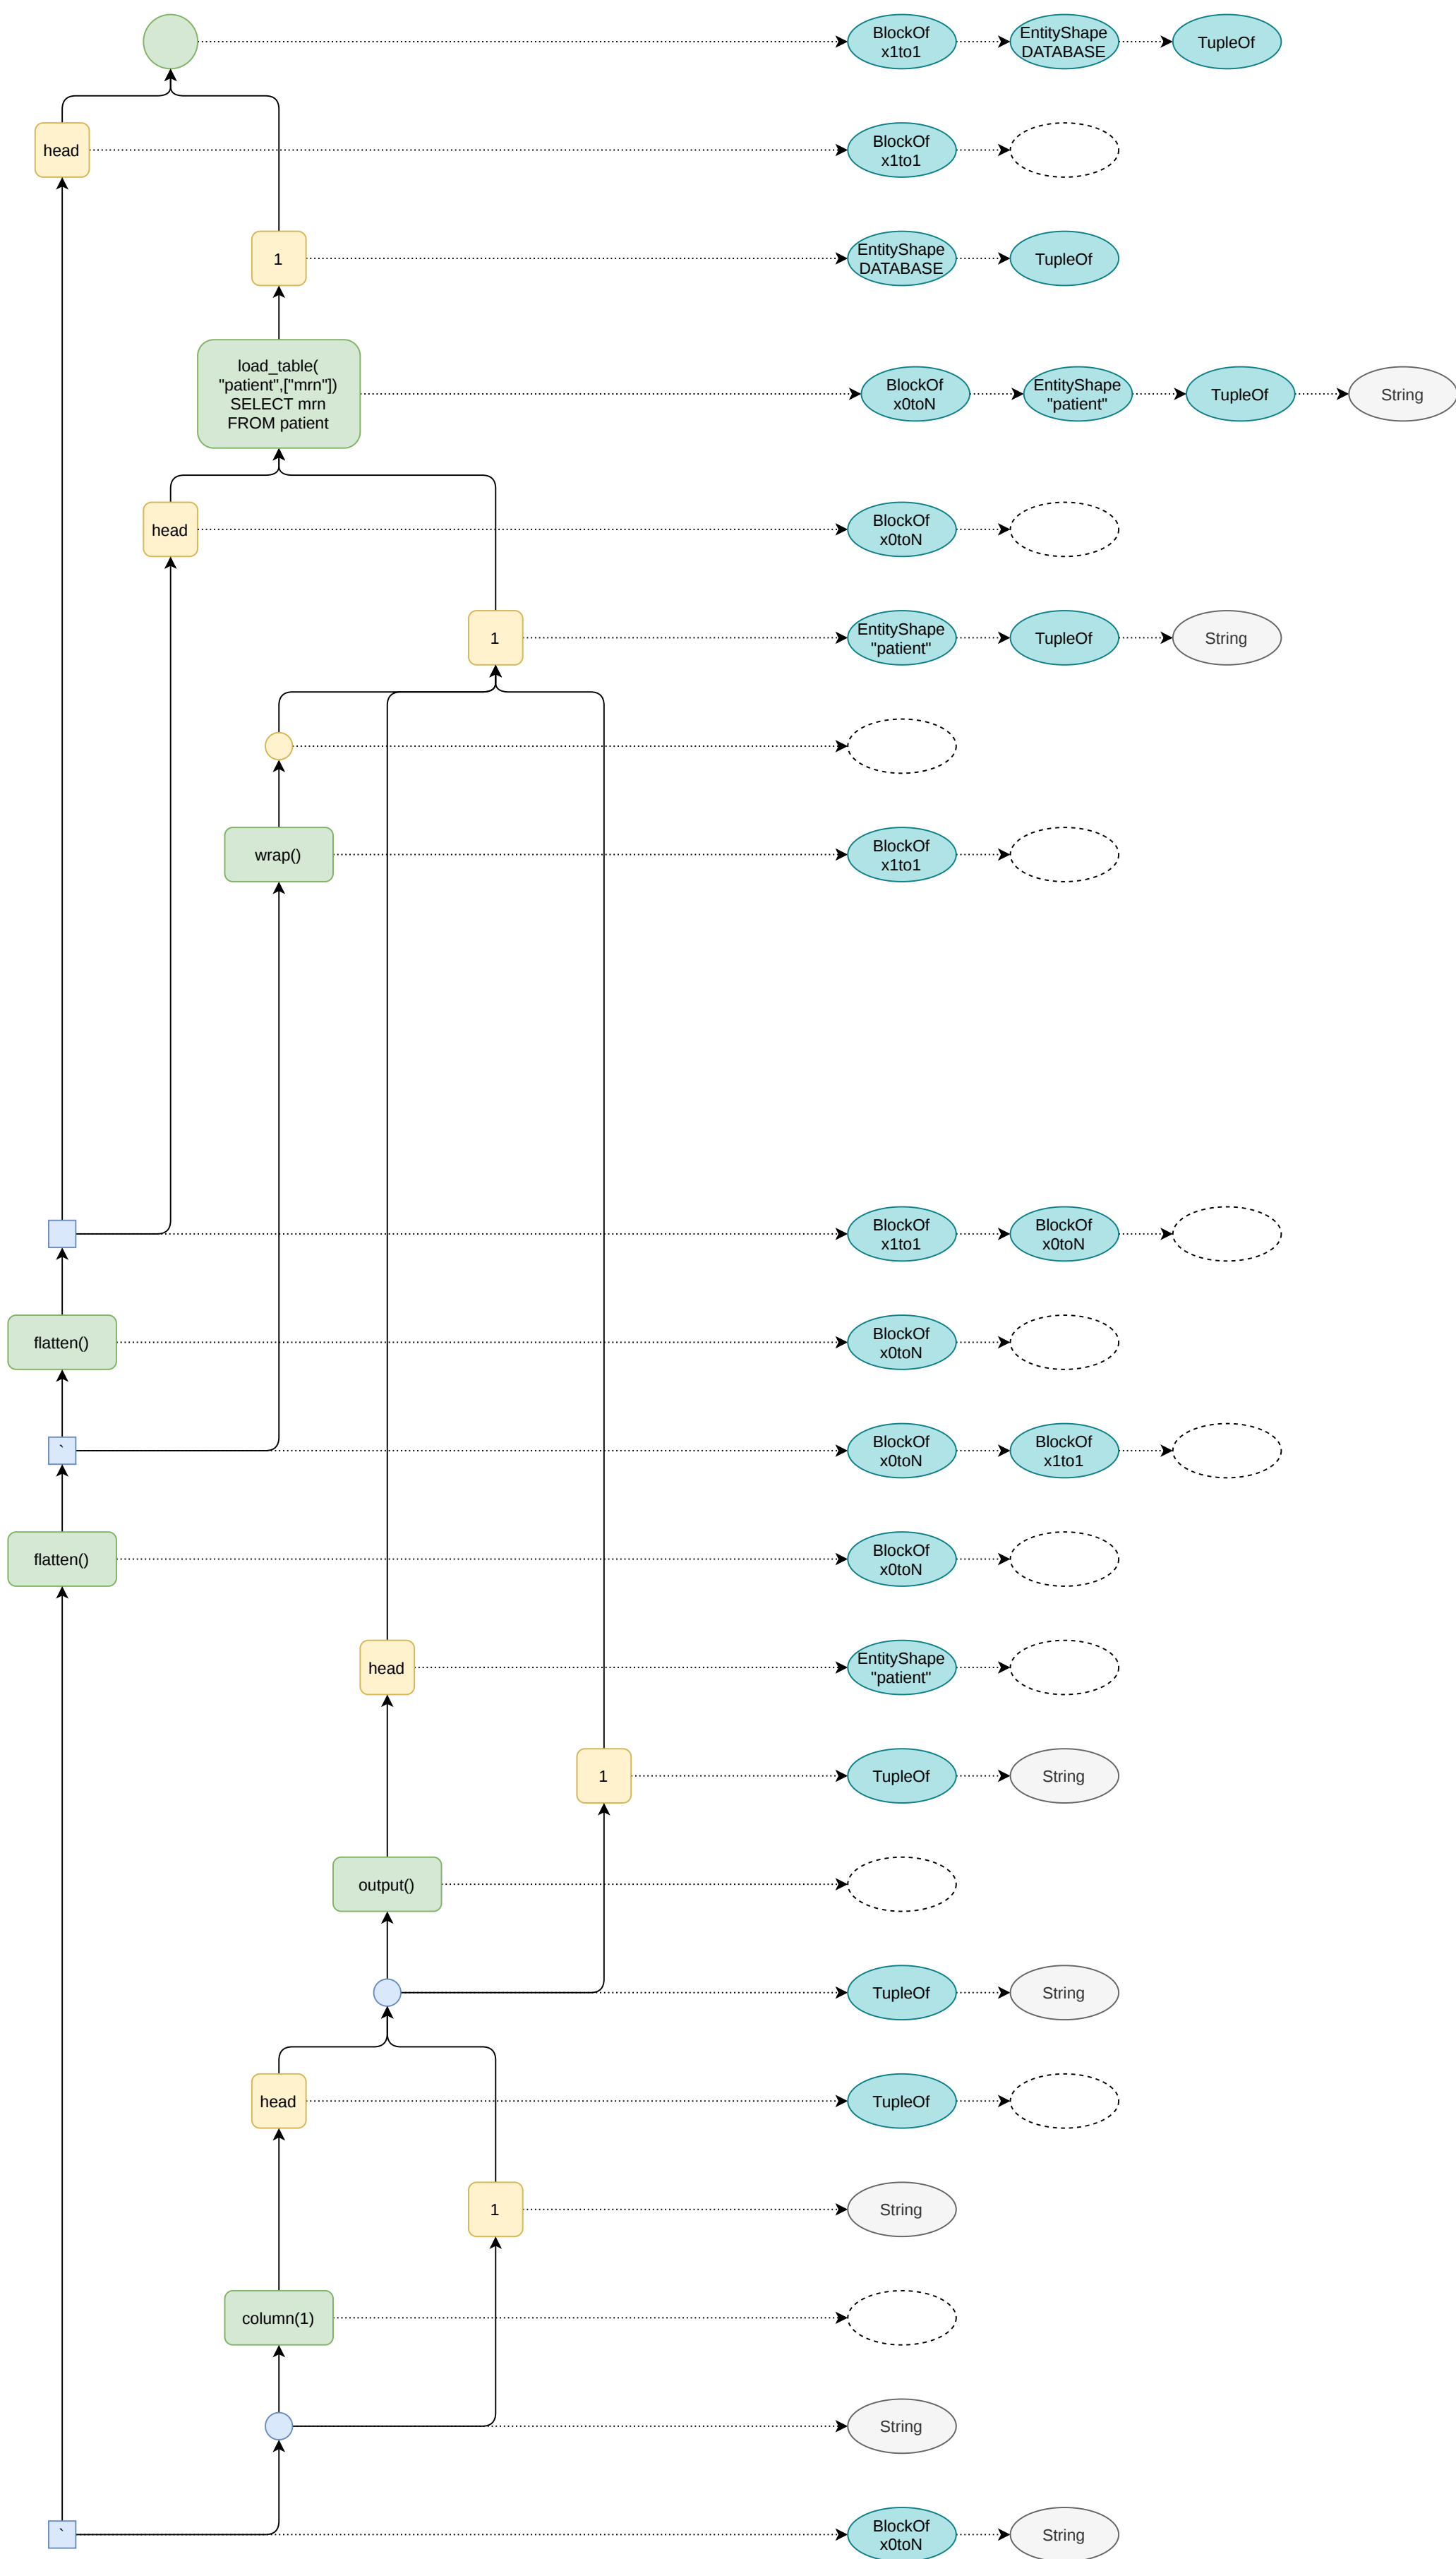 BlockOf
x1to1
EntityShape
DATABASE
TupleOf
head
BlockOf
x1to1
1
EntityShape
DATABASE
TupleOf
load_table(
"patient",["mrn"])
SELECT mrn
FROM patient
BlockOf
x0toN
EntityShape
"patient"
TupleOf
String
head
BlockOf
x0toN
1
EntityShape
"patient"
TupleOf
String
wrap()
BlockOf
x1to1
BlockOf
x1to1
BlockOf
x0toN
flatten()
BlockOf
x0toN
`
BlockOf
x0toN
BlockOf
x1to1
flatten()
BlockOf
x0toN
head
EntityShape
"patient"
1
TupleOf
String
output()
TupleOf
String
head
TupleOf
1
String
column(1)
String
`
BlockOf
x0toN
String